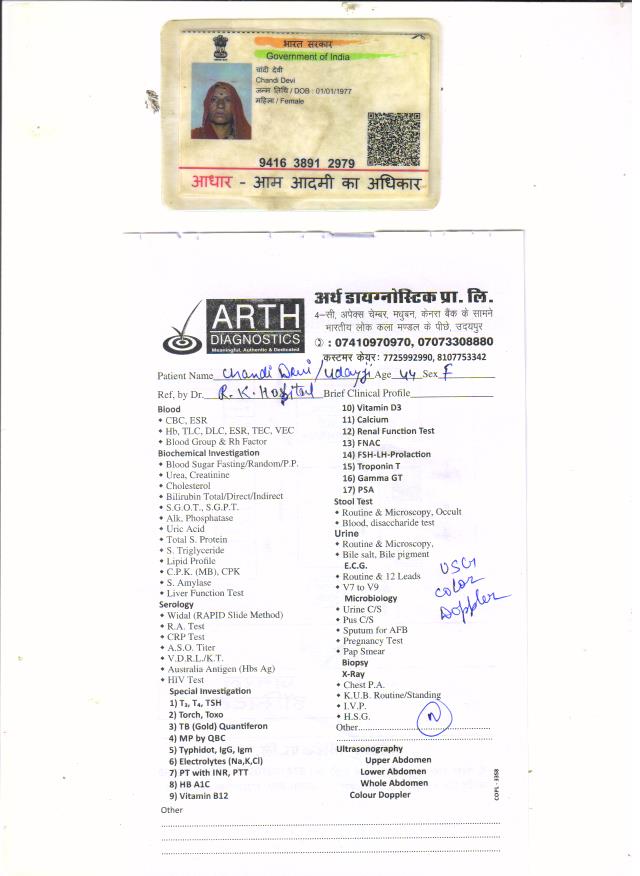 भारत सरकार
Government of India
चांदी देवी
Chandi Devi
जन्म तिथि / DOB : 01/01/1977
महिला / Female
9416 3891 2979
आधार - आम आदमी का अधिकार
अर्थ डायग्नोस्टिक प्रा. लि.
ARTH
DIAGNOSTICS
Meaningful, Authentic & Dedicated
4–सी, अपेक्स चेम्बर, मधुबन, केनरा बैंक के सामने
भारतीय लोक कला मण्डल के पीछे, उदयपुर
: 07410970970, 07073308880
कस्टमर केयर: 7725992990, 8107753342
Patient Name Chandi Devi / Udayji Age 44 Sex F
Ref, by Dr. R. K. Hospital Brief Clinical Profile
Blood
CBC, ESR
Hb, TLC, DLC, ESR, TEC, VEC
Blood Group & Rh Factor
Biochemical Investigation
Blood Sugar Fasting/Random/P.P.
Urea, Creatinine
Cholesterol
Bilirubin Total/Direct/Indirect
S.G.O.T., S.G.P.T.
Alk, Phosphatase
Uric Acid
Total S. Protein
S. Triglyceride
Lipid Profile
C.P.K. (MB), CPK
S. Amylase
Liver Function Test
Serology
Widal (RAPID Slide Method)
R.A. Test
CRP Test
A.S.O. Titer
V.D.R.L./K.T.
Australia Antigen (Hbs Ag)
HIV Test
Special Investigation
1) T₃, T₄, TSH
2) Torch, Toxo
3) TB (Gold) Quantiferon
4) MP by QBC
5) Typhidot, IgG, Igm
6) Electrolytes (Na,K,Cl)
7) PT with INR, PTT
8) HB A1C
9) Vitamin B12
Other
10) Vitamin D3
11) Calcium
12) Renal Function Test
13) FNAC
14) FSH-LH-Prolaction
15) Troponin T
16) Gamma GT
17) PSA
Stool Test
Routine & Microscopy, Occult
Blood, disaccharide test
Urine
Routine & Microscopy,
Bile salt, Bile pigment
E.C.G.
Routine & 12 Leads
V7 to V9
Microbiology
Urine C/S
Pus C/S
Sputum for AFB
Pregnancy Test
Pap Smear
Biopsy
X-Ray
Chest P.A.
K.U.B. Routine/Standing
I.V.P.
H.S.G.
Other
USG
Color
Doppler
N
Ultrasonography
Upper Abdomen
Lower Abdomen
Whole Abdomen
Colour Doppler
COPL - 3358